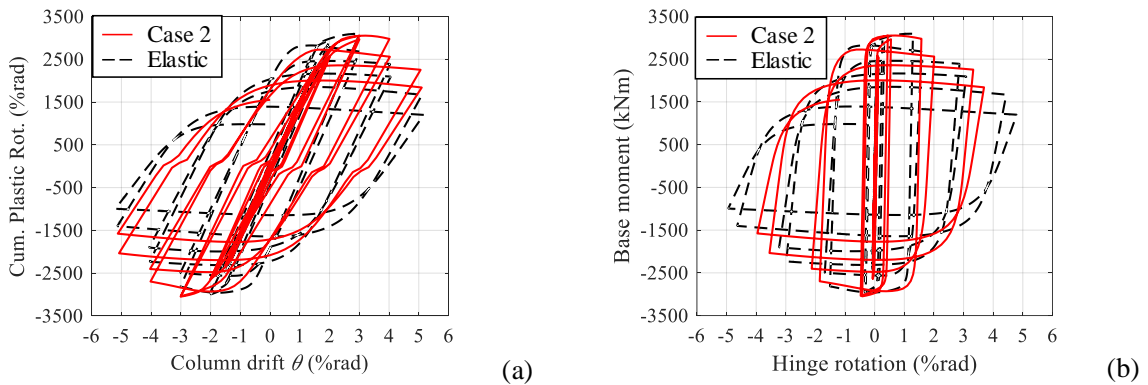 3500
2500
1500
500
-500
-1500
-2500
-3500
Cum. Plastic Rot. (%rad)
Case 2
Elastic
-6 -5 -4 -3 -2 -1 0 1 2 3 4 5 6
Column drift θ (%rad)
(a)
3500
2500
1500
500
-500
-1500
-2500
-3500
Base moment (kNm)
Case 2
Elastic
-6 -5 -4 -3 -2 -1 0 1 2 3 4 5 6
Hinge rotation (%rad)
(b)